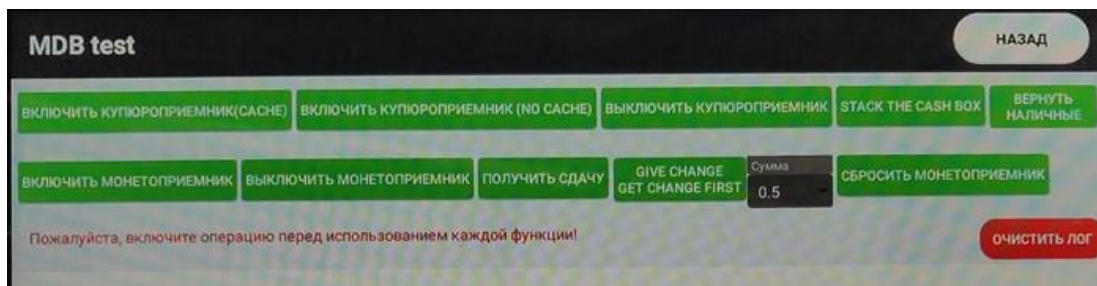 MDB test
НАЗАД
ВКЛЮЧИТЬ КУПЮРОПРИЕМНИК(CACHE)
ВКЛЮЧИТЬ КУПЮРОПРИЕМНИК (NO CACHE)
ВЫКЛЮЧИТЬ КУПЮРОПРИЕМНИК
STACK THE CASH BOX
ВЕРНУТЬ
НАЛИЧНЫЕ
ВКЛЮЧИТЬ МОНЕТОПРИЕМНИК
ВЫКЛЮЧИТЬ МОНЕТОПРИЕМНИК
ПОЛУЧИТЬ СДАЧУ
GIVE CHANGE
GET CHANGE FIRST
Сумма
0.5
СБРОСИТЬ МОНЕТОПРИЕМНИК
Пожалуйста, включите операцию перед использованием каждой функции!
ОЧИСТИТЬ ЛОГ